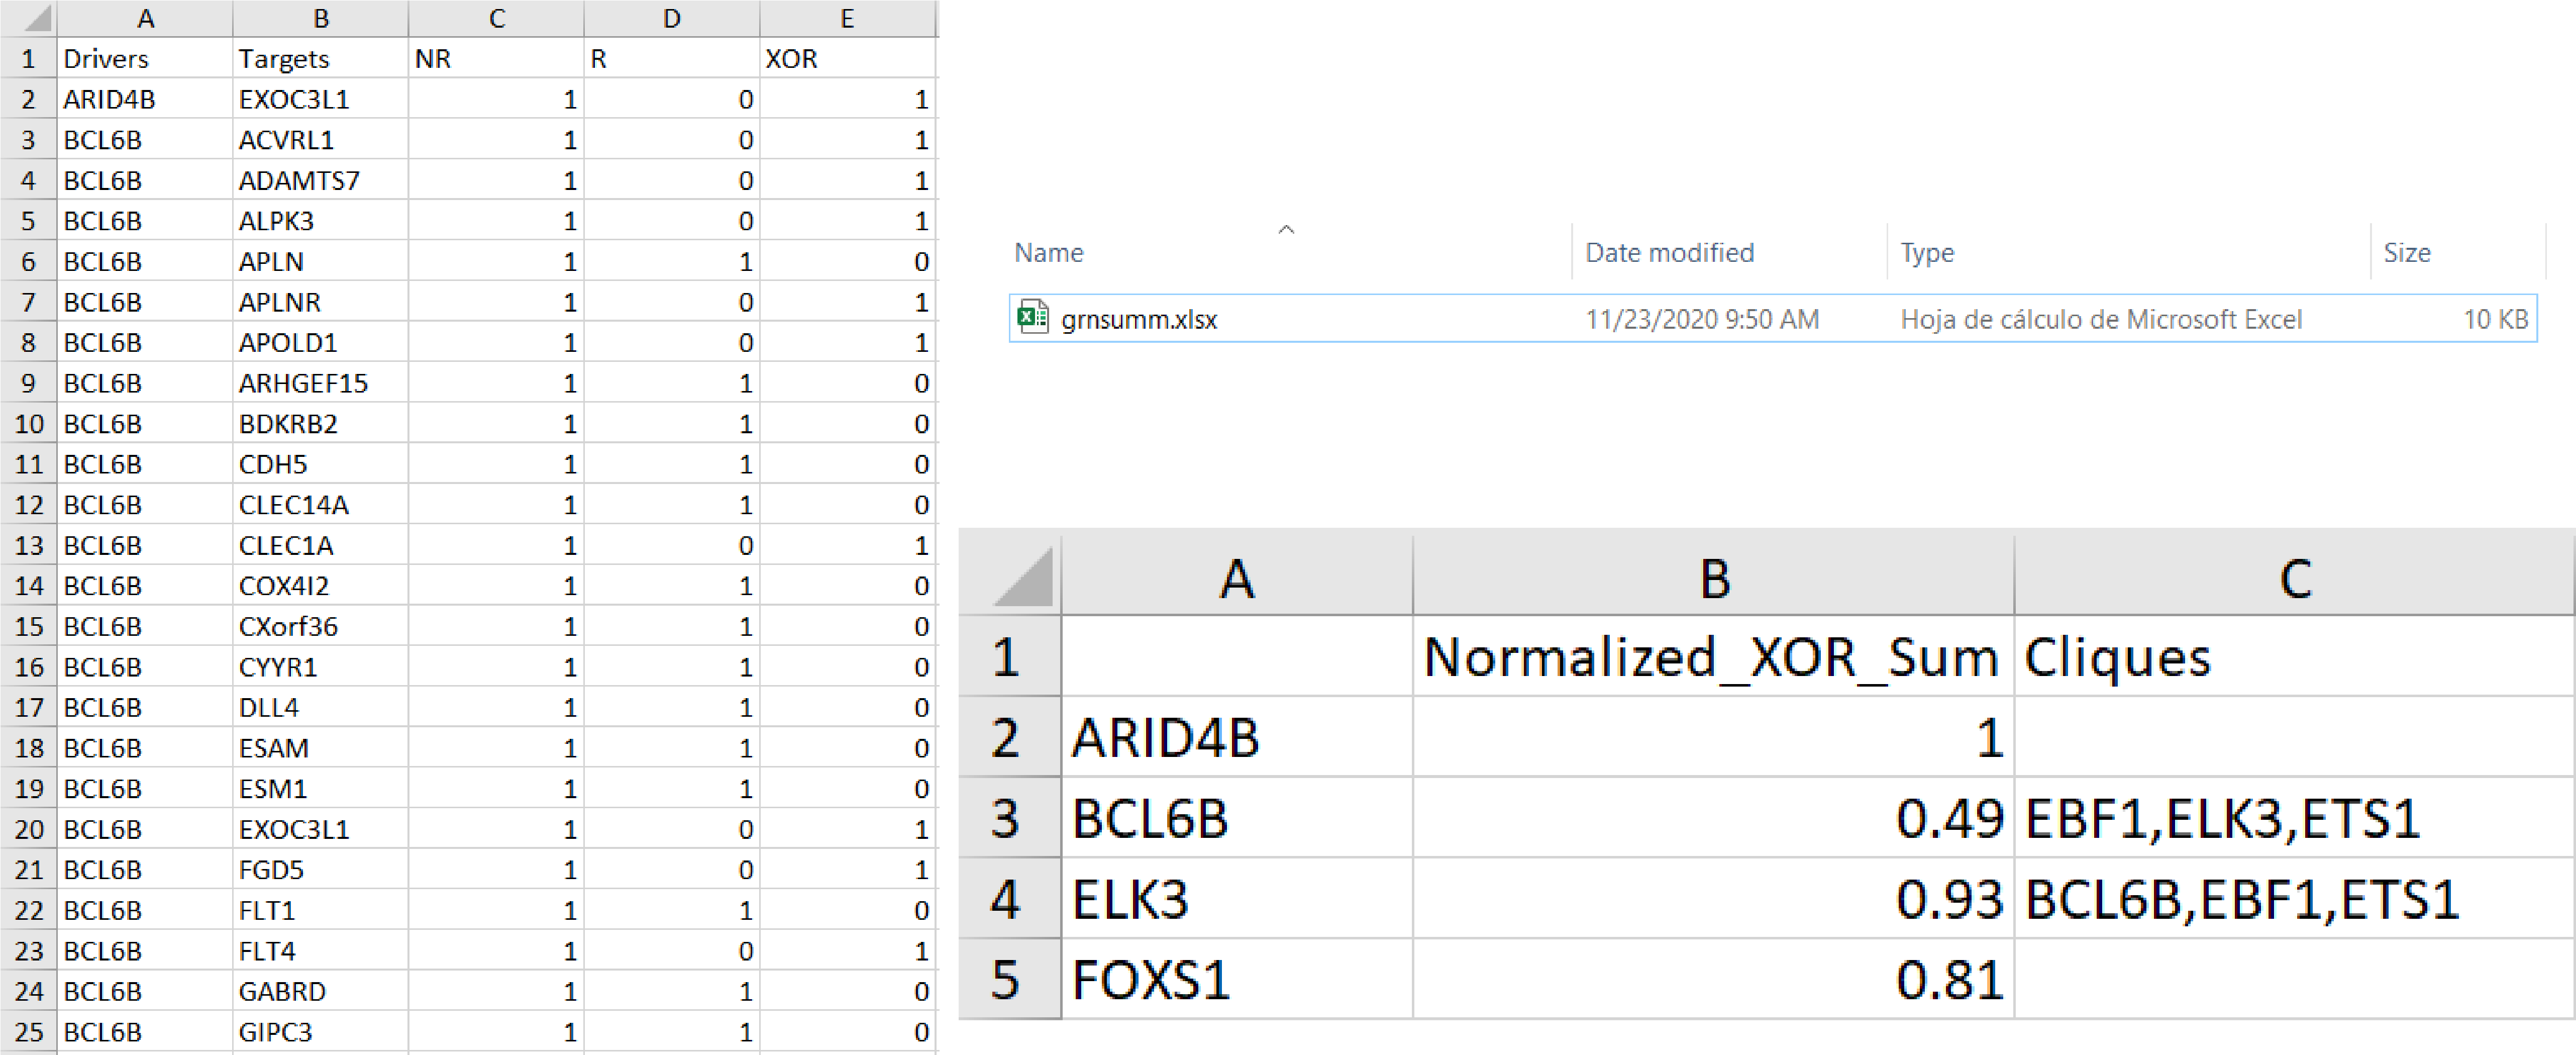 A B C D E
1 Drivers Targets NR R XOR
2 ARID4B EXOC3L1 1 0 1
3 BCL6B ACVRL1 1 0 1
4 BCL6B ADAMTS7 1 0 1
5 BCL6B ALPK3 1 0 1
6 BCL6B APLN 1 1 0
7 BCL6B APLNR 1 0 1
8 BCL6B APOLD1 1 0 1
9 BCL6B ARHGEF15 1 1 0
10 BCL6B BDKRB2 1 1 0
11 BCL6B CDH5 1 1 0
12 BCL6B CLEC14A 1 1 0
13 BCL6B CLEC1A 1 0 1
14 BCL6B COX4I2 1 1 0
15 BCL6B CXorf36 1 1 0
16 BCL6B CYYR1 1 1 0
17 BCL6B DLL4 1 1 0
18 BCL6B ESAM 1 1 0
19 BCL6B ESM1 1 1 0
20 BCL6B EXOC3L1 1 0 1
21 BCL6B FGD5 1 0 1
22 BCL6B FLT1 1 1 0
23 BCL6B FLT4 1 0 1
24 BCL6B GABRD 1 1 0
25 BCL6B GIPC3 1 1 0
Name Date modified Type Size
grnsumm.xlsx 11/23/2020 9:50 AM Hoja de cálculo de Microsoft Excel 10 KB
A B C
1 Normalized_XOR_Sum Cliques
2 ARID4B 1
3 BCL6B 0.49 EBF1,ELK3,ETS1
4 ELK3 0.93 BCL6B,EBF1,ETS1
5 FOXS1 0.81